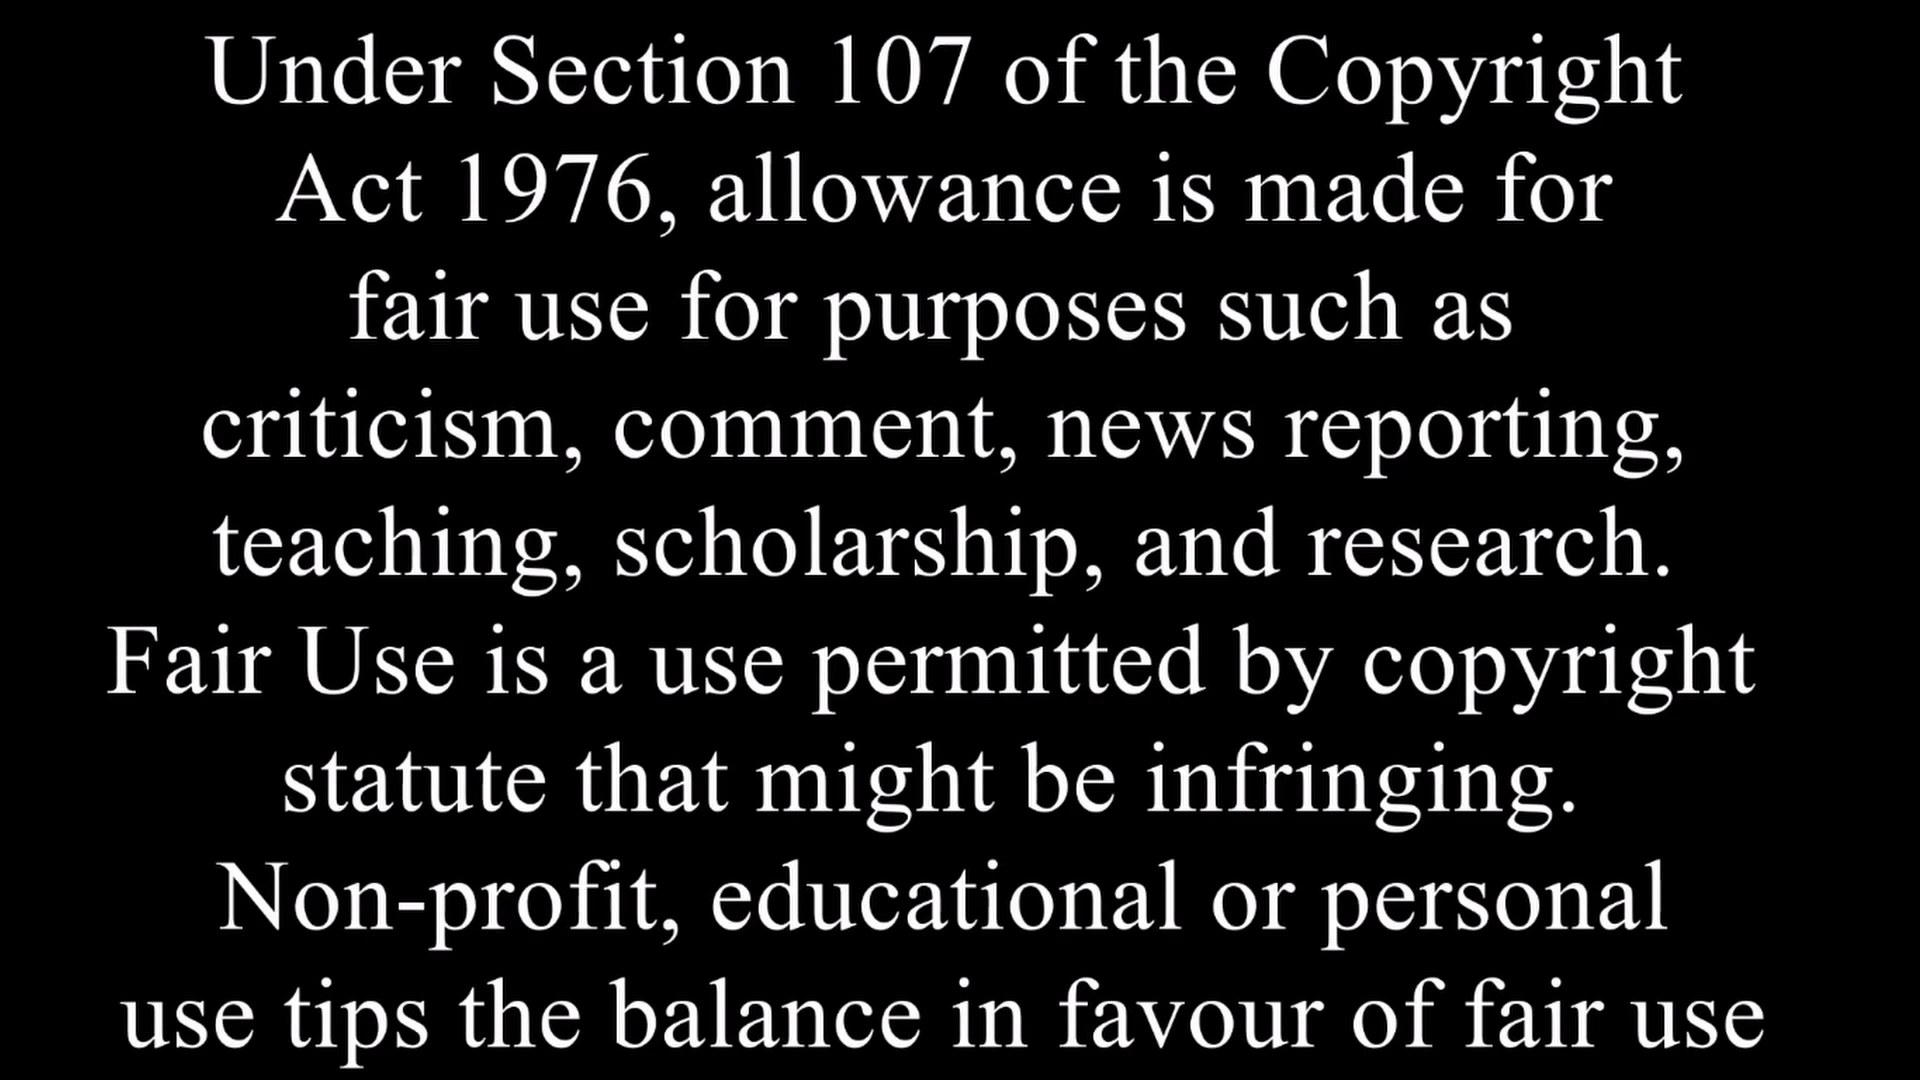 Under Section 107 of the Copyright
Act 1976, allowance is made for
fair use for purposes such as
criticism, comment, news reporting,
teaching, scholarship, and research.
Fair Use is a use permitted by copyright
statute that might be infringing.
Non-profit, educational or personal
use tips the balance in favour of fair use